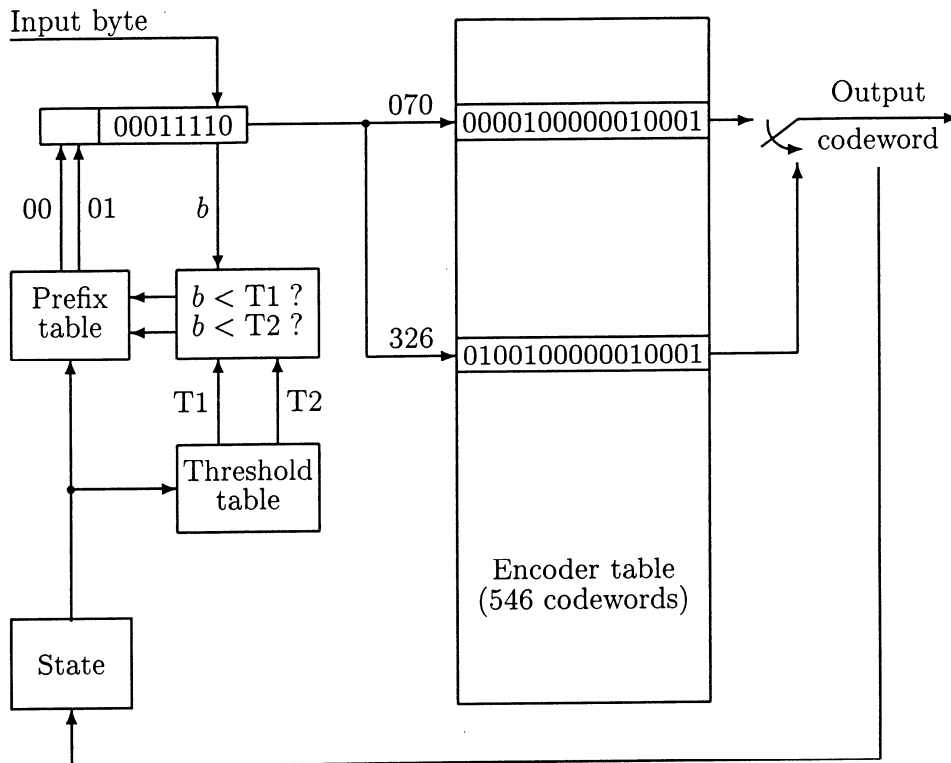 Input byte
00011110
070
0000100000010001
Output
codeword
00
01
b
Prefix
table
b < T1 ?
b < T2 ?
326
0100100000010001
T1
T2
Threshold
table
Encoder table
(546 codewords)
State